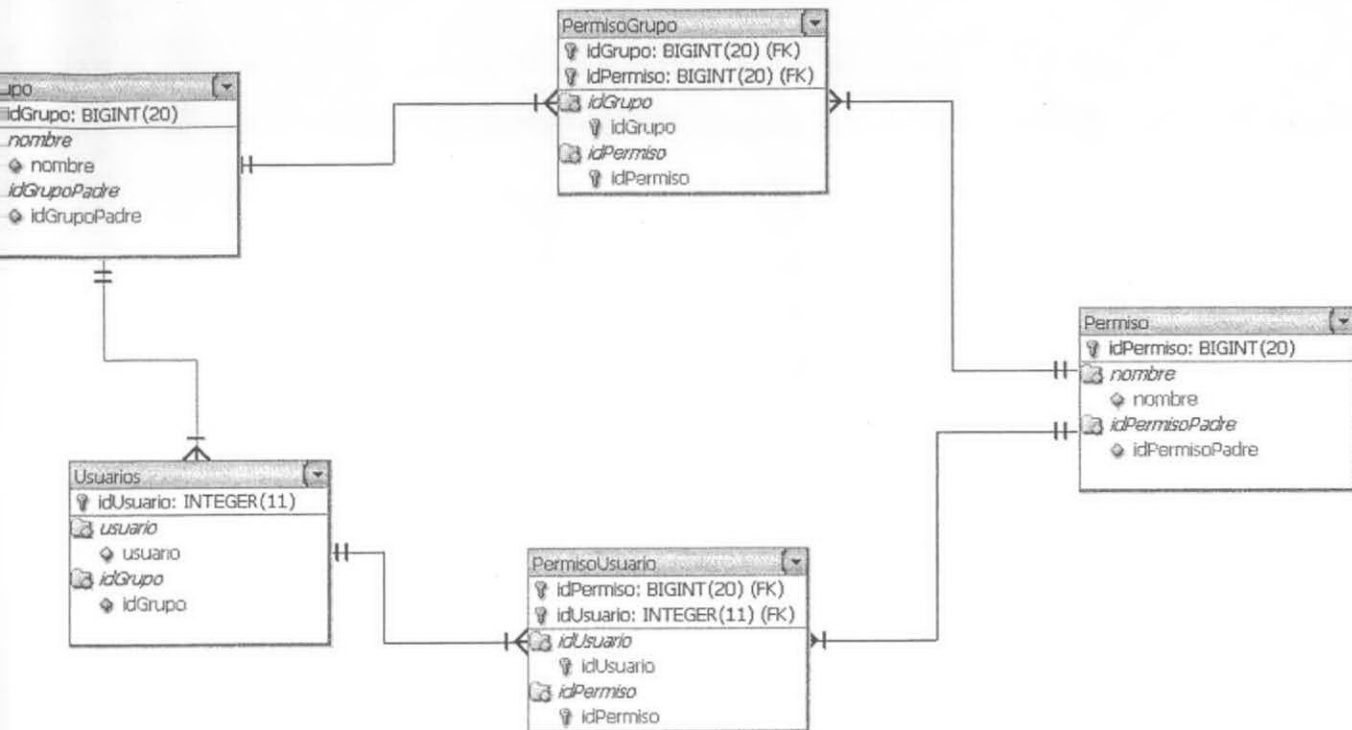 PermisoGrupo
idGrupo: BIGINT(20) (FK)
idPermiso: BIGINT(20) (FK)
idGrupo
idGrupo
idPermiso
idPermiso
upo
idGrupo: BIGINT(20)
nombre
nombre
idGrupoPadre
idGrupoPadre
Permiso
idPermiso: BIGINT(20)
nombre
nombre
idPermisoPadre
idPermisoPadre
Usuarios
idUsuario: INTEGER(11)
usuario
usuario
idGrupo
idGrupo
PermisoUsuario
idPermiso: BIGINT(20) (FK)
idUsuario: INTEGER(11) (FK)
idUsuario
idUsuario
idPermiso
idPermiso